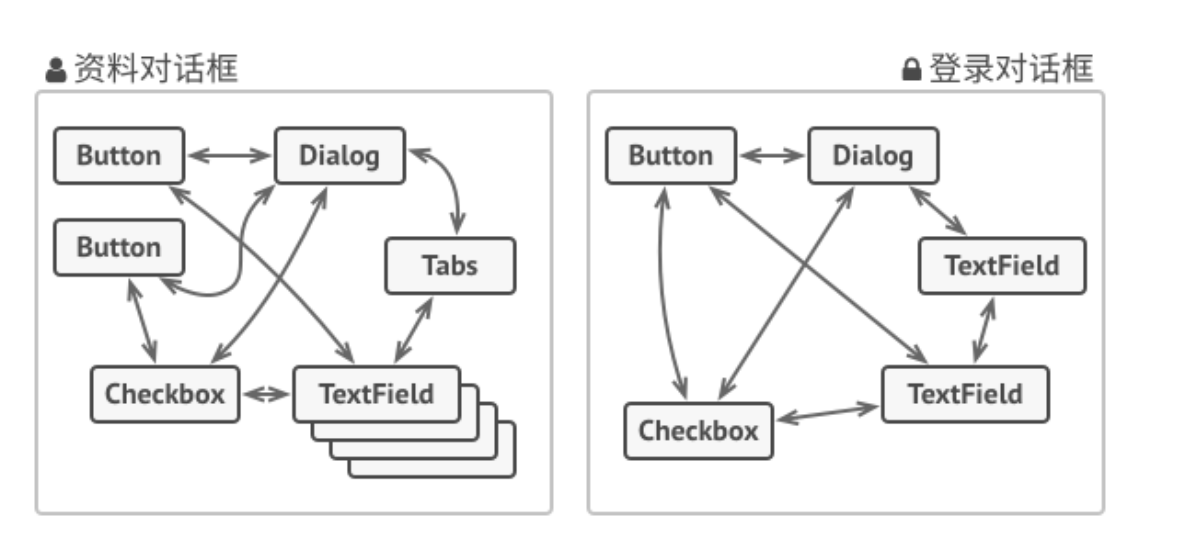 资料对话框
登录对话框
Button
Dialog
Button
Tabs
Checkbox
TextField
Button
Dialog
TextField
TextField
Checkbox